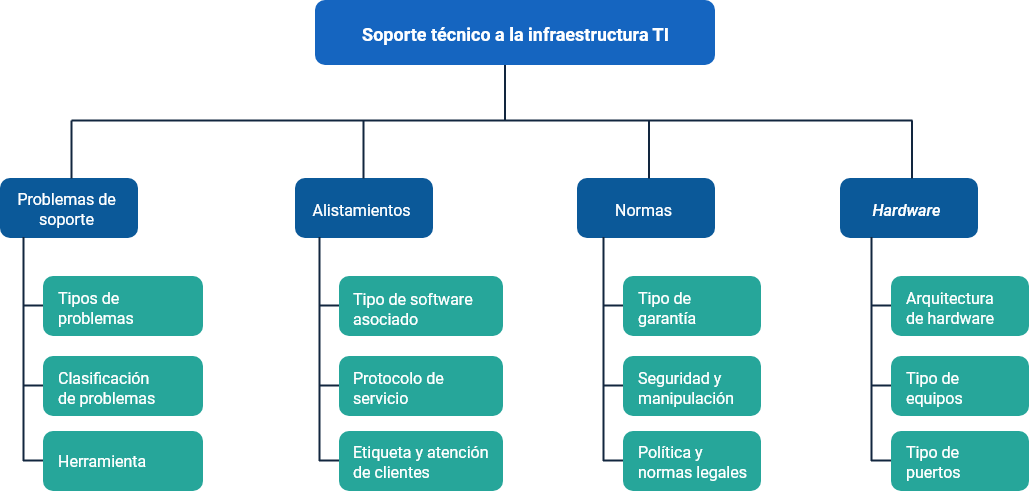 Soporte técnico a la infraestructura TI
Problemas de
soporte
Tipos de
problemas
Clasificación
de problemas
Herramienta
Alistamientos
Tipo de software
asociado
Protocolo de
servicio
Etiqueta y atención
de clientes
Normas
Tipo de
garantía
Seguridad y
manipulación
Política y
normas legales
Hardware
Arquitectura
de hardware
Tipo de
equipos
Tipo de
puertos